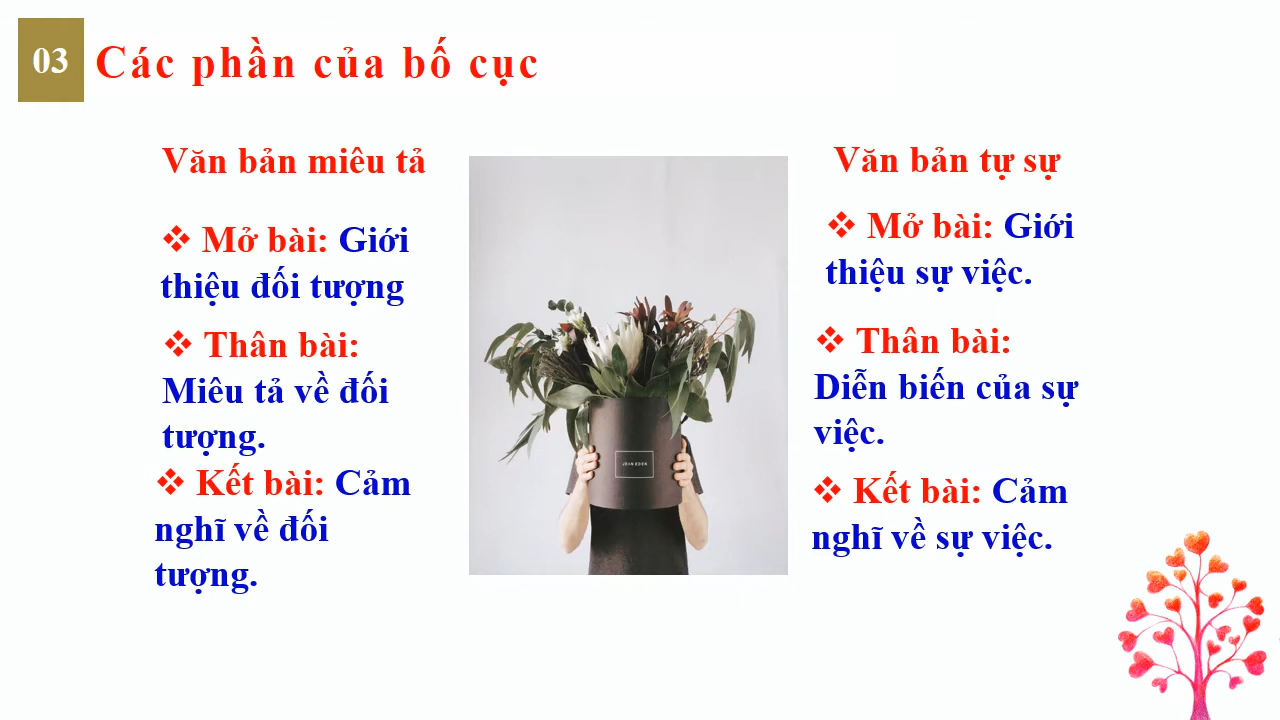 03
Các phần của bố cục
Văn bản miêu tả
❖ Mở bài: Giới
thiệu đối tượng
❖ Thân bài:
Miêu tả về đối
tượng.
❖ Kết bài: Cảm
nghĩ về đối
tượng.
JEAN EDEN
Văn bản tự sự
❖ Mở bài: Giới
thiệu sự việc.
❖ Thân bài:
Diễn biến của sự
việc.
❖ Kết bài: Cảm
nghĩ về sự việc.